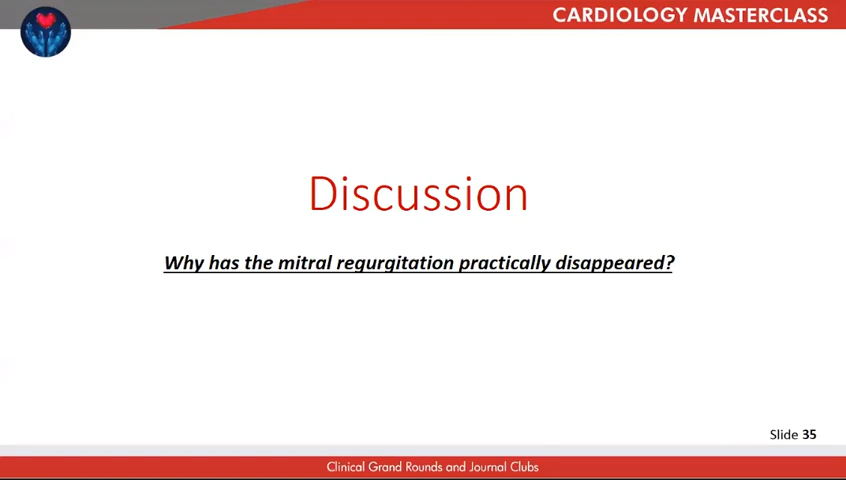 CARDIOLOGY MASTERCLASS
Discussion
Why has the mitral regurgitation practically disappeared?
Slide 35
Clinical Grand Rounds and Journal Clubs